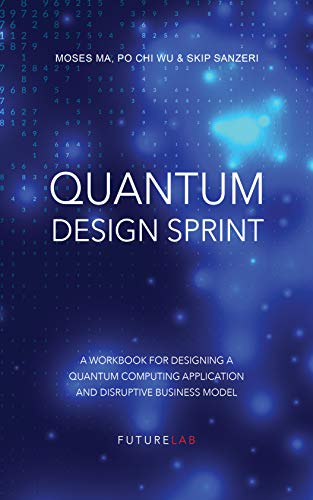 MOSES MA, PO CHI WU & SKIP SANZERI
QUANTUM
DESIGN SPRINT
A WORKBOOK FOR DESIGNING A
QUANTUM COMPUTING APPLICATION
AND DISRUPTIVE BUSINESS MODEL
FUTURELAB